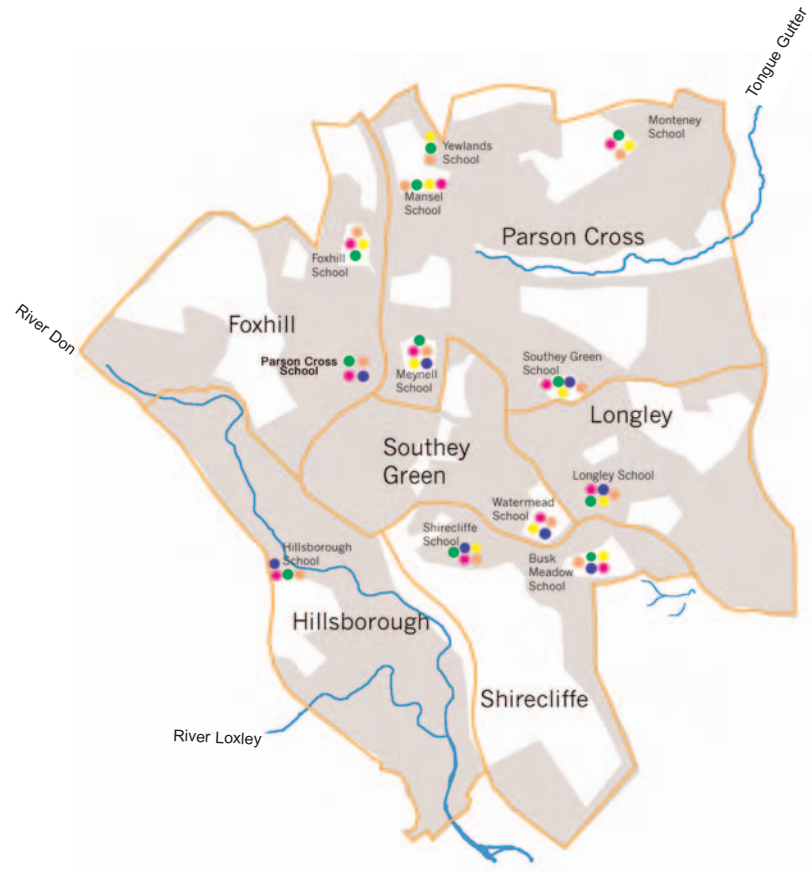 Tongue Gutter
Monteney
School
Yewlands
School
Mansel
School
Parson Cross
Foxhill
School
River Don
Foxhill
Parson Cross
School
Meynell
School
Southey Green
School
Longley
Southey
Green
Longley School
Watermead
School
Shirecliffe
School
Hillsborough
School
Busk
Meadow
School
Hillsborough
Shirecliffe
River Loxley